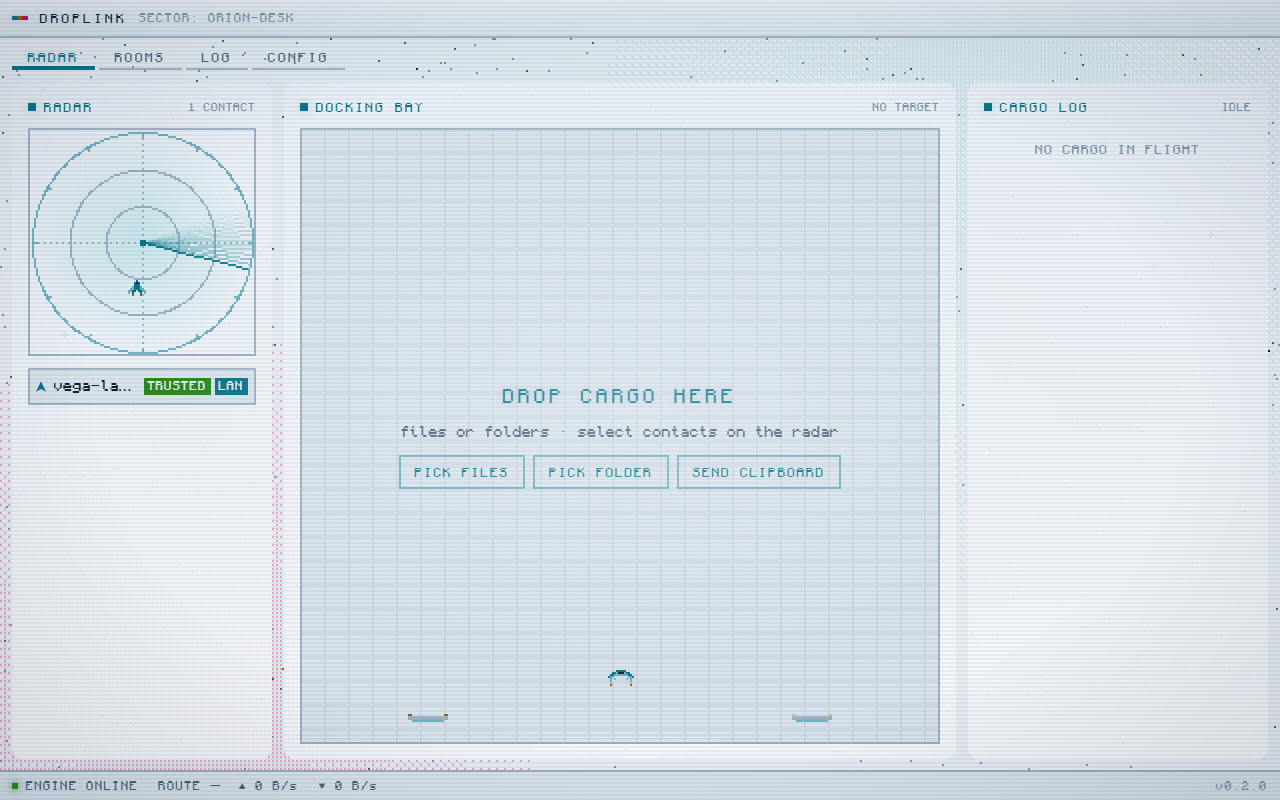 DROPLINK SECTOR: ORION-DESK
RADAR ROOMS LOG CONFIG
RADAR 1 CONTACT
vega-la... TRUSTED LAN
DOCKING BAY NO TARGET
DROP CARGO HERE
files or folders · select contacts on the radar
PICK FILES PICK FOLDER SEND CLIPBOARD
CARGO LOG IDLE
NO CARGO IN FLIGHT
ENGINE ONLINE ROUTE — ▲ 0 B/s ▼ 0 B/s v0.2.0